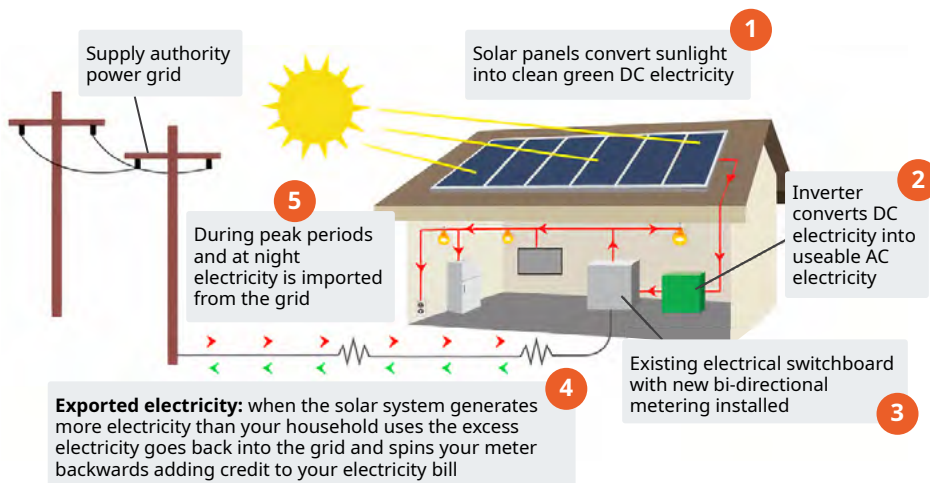 Supply authority
power grid
1
Solar panels convert sunlight
into clean green DC electricity
2
Inverter
converts DC
electricity into
useable AC
electricity
5
During peak periods
and at night
electricity is imported
from the grid
Existing electrical switchboard
with new bi-directional
metering installed
3
4
Exported electricity: when the solar system generates
more electricity than your household uses the excess
electricity goes back into the grid and spins your meter
backwards adding credit to your electricity bill